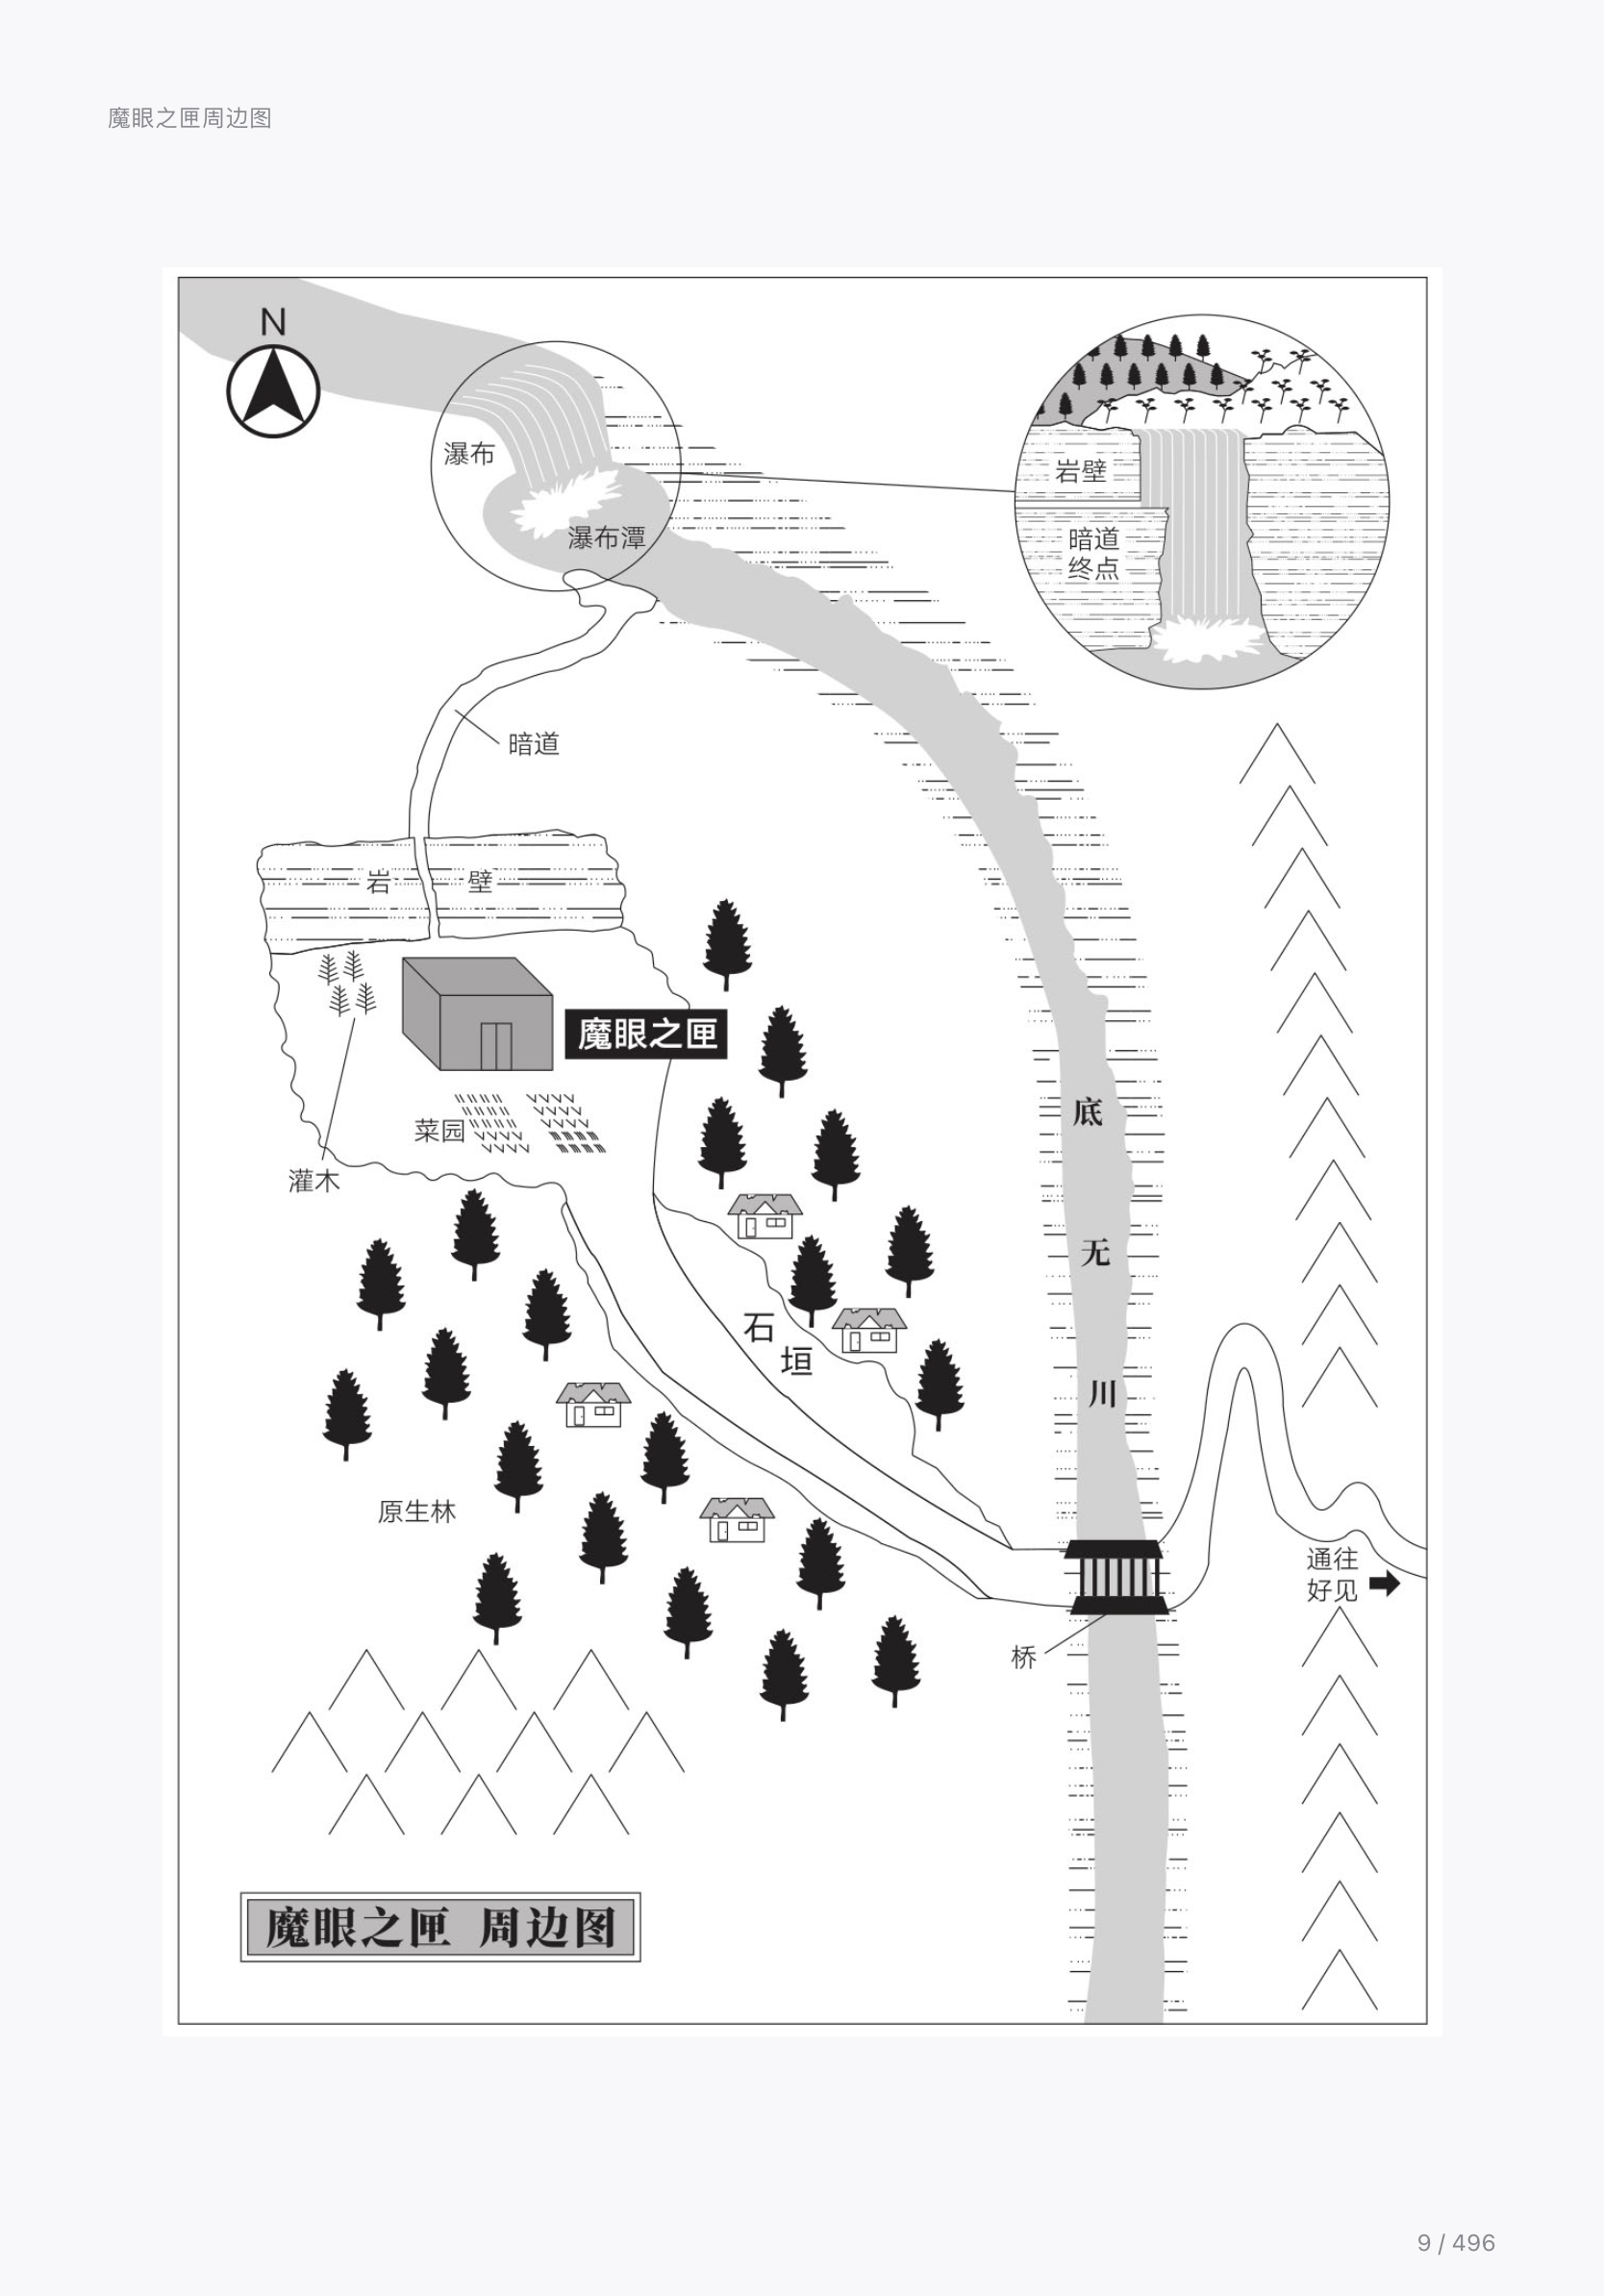 魔眼之匣周边图
N
瀑布
瀑布潭
岩壁
暗道
终点
暗道
岩壁
魔眼之匣
菜园
灌木
底无川
石垣
原生林
通往
好见
桥
魔眼之匣 周边图
9 / 496